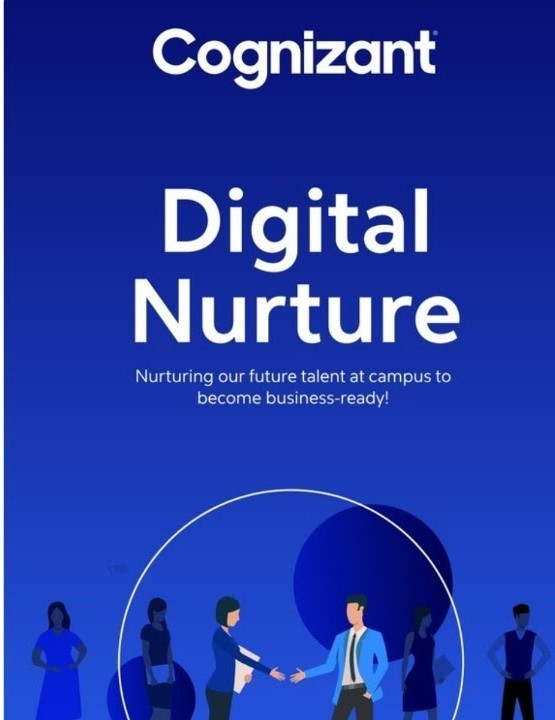 Cognizant
Digital
Nurture
Nurturing our future talent at campus to
become business-ready!